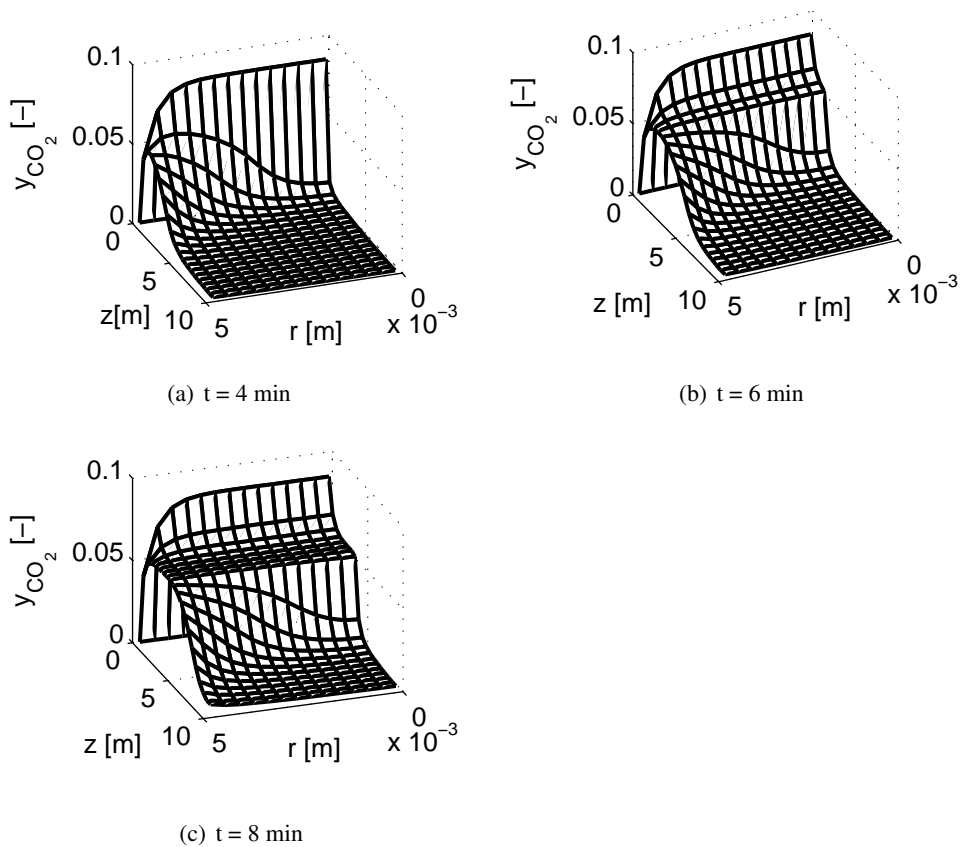 0.1
0.05
0
y_CO2 [−]
0
5
10
z[m]
5
0
r [m]
x 10^−3
(a) t = 4 min
0.1
0.05
0
y_CO2 [−]
0
5
10
z [m]
5
0
r [m]
x 10^−3
(b) t = 6 min
0.1
0.05
0
y_CO2 [−]
0
5
10
z [m]
5
0
r [m]
x 10^−3
(c) t = 8 min